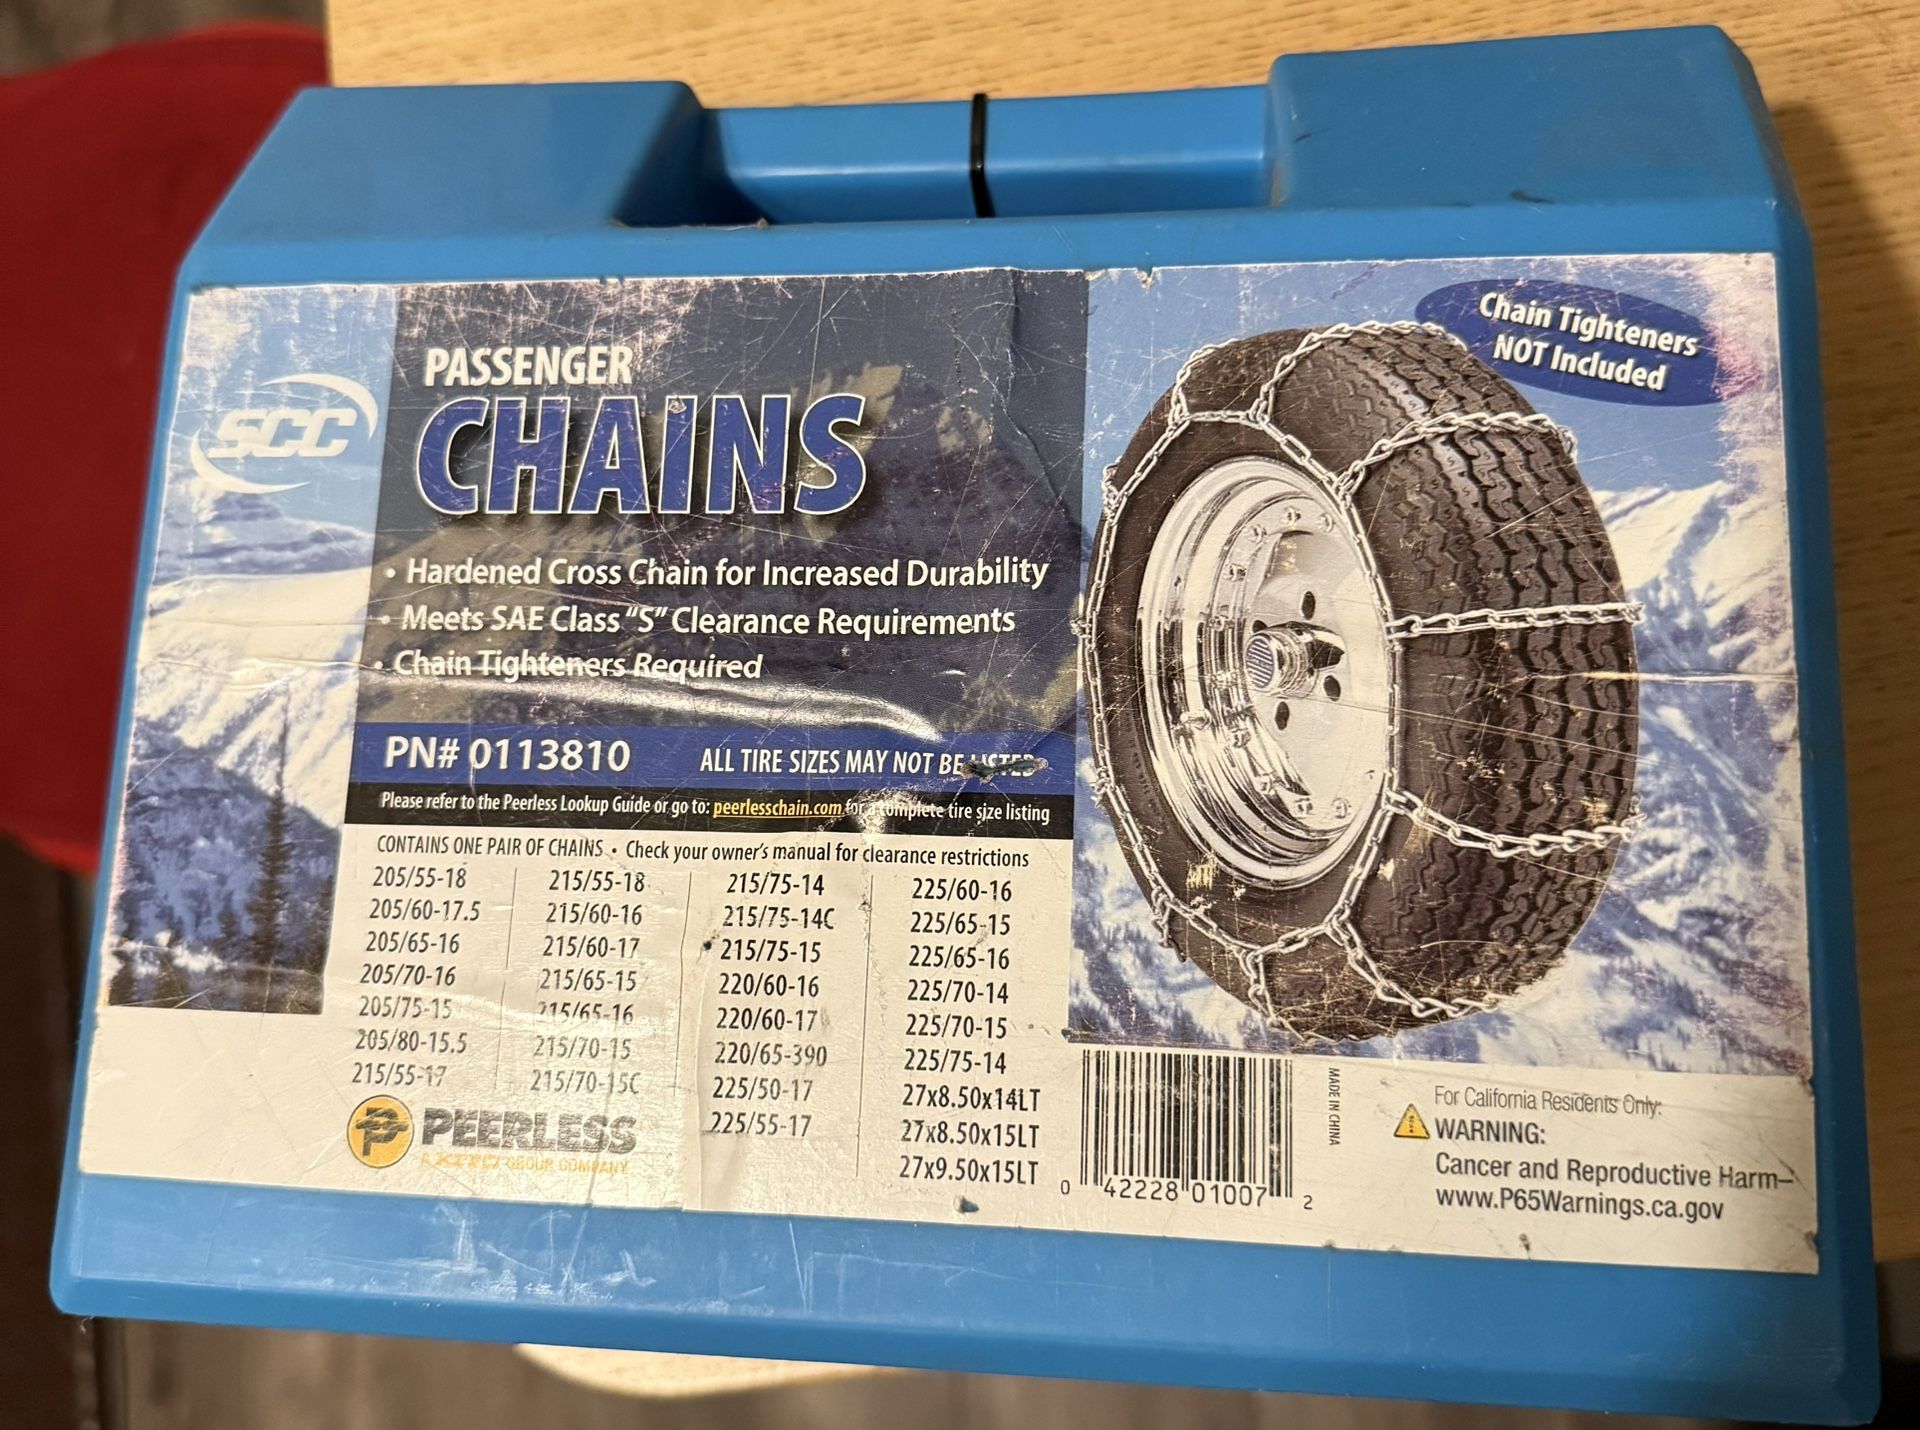 SCC
PASSENGER
CHAINS
• Hardened Cross Chain for Increased Durability
• Meets SAE Class "S" Clearance Requirements
• Chain Tighteners Required
Chain Tighteners
NOT Included
PN# 0113810
ALL TIRE SIZES MAY NOT BE LISTED
Please refer to the Peerless Lookup Guide or go to: peerlesschain.com for a complete tire size listing
CONTAINS ONE PAIR OF CHAINS • Check your owner's manual for clearance restrictions
205/55-18
205/60-17.5
205/65-16
205/70-16
205/75-15
205/80-15.5
215/55-17
215/55-18
215/60-16
215/60-17
215/65-15
215/65-16
215/70-15
215/70-15C
215/75-14
215/75-14C
215/75-15
220/60-16
220/60-17
220/65-390
225/50-17
225/55-17
225/60-16
225/65-15
225/65-16
225/70-14
225/70-15
225/75-14
27x8.50x14LT
27x8.50x15LT
27x9.50x15LT
P PEERLESS
A KITO GROUP COMPANY
0 42228 01007 2
MADE IN CHINA
For California Residents Only:
WARNING:
Cancer and Reproductive Harm–
www.P65Warnings.ca.gov